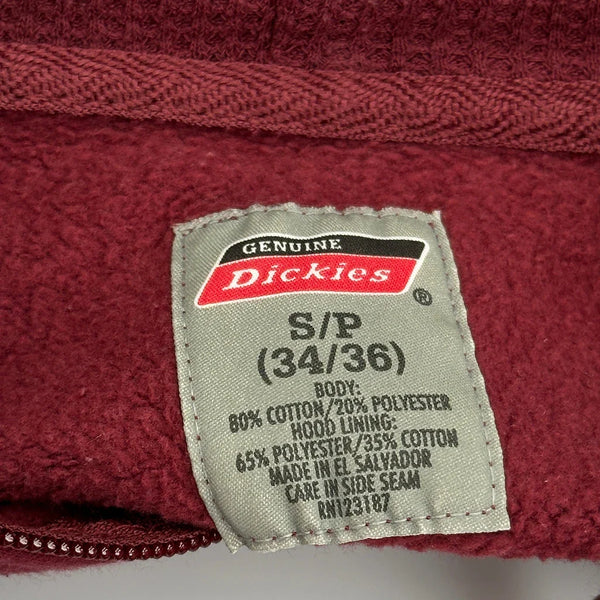 GENUINE
Dickies
®
S/P
(34/36)
BODY:
80% COTTON/20% POLYESTER
HOOD LINING:
65% POLYESTER/35% COTTON
MADE IN EL SALVADOR
CARE IN SIDE SEAM
RN123187